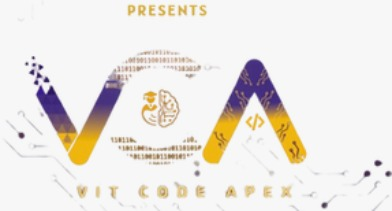 PRESENTS
VCA
</>
VIT CODE APEX